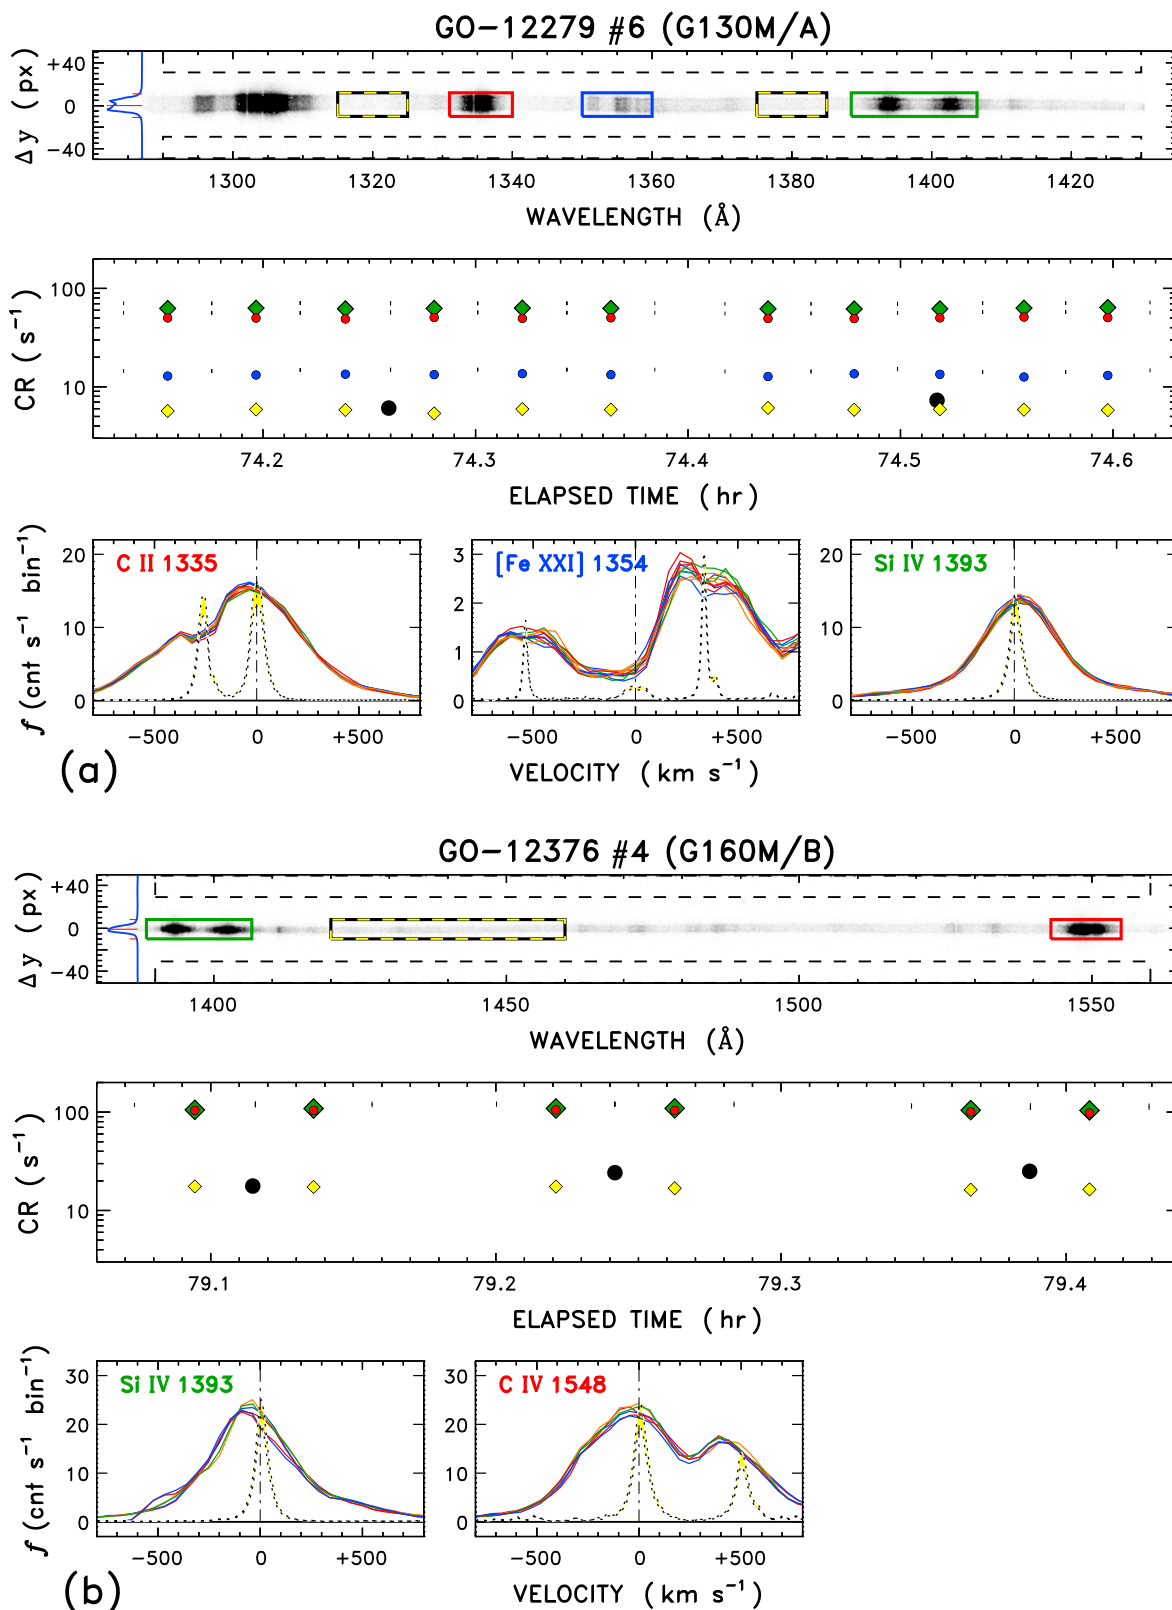 GO−12279 #6 (G130M/A)
+40
0
−40
Δy (px)
1300 1320 1340 1360 1380 1400 1420
WAVELENGTH (Å)
100
10
CR (s⁻¹)
74.2 74.3 74.4 74.5 74.6
ELAPSED TIME (hr)
C II 1335
[Fe XXI] 1354
Si IV 1393
20
10
0
3
2
1
0
20
10
0
f (cnt s⁻¹ bin⁻¹)
−500 0 +500
−500 0 +500
−500 0 +500
VELOCITY (km s⁻¹)
(a)
GO−12376 #4 (G160M/B)
+40
0
−40
Δy (px)
1400 1450 1500 1550
WAVELENGTH (Å)
100
10
CR (s⁻¹)
79.1 79.2 79.3 79.4
ELAPSED TIME (hr)
Si IV 1393
C IV 1548
30
20
10
0
30
20
10
0
f (cnt s⁻¹ bin⁻¹)
−500 0 +500
−500 0 +500
VELOCITY (km s⁻¹)
(b)